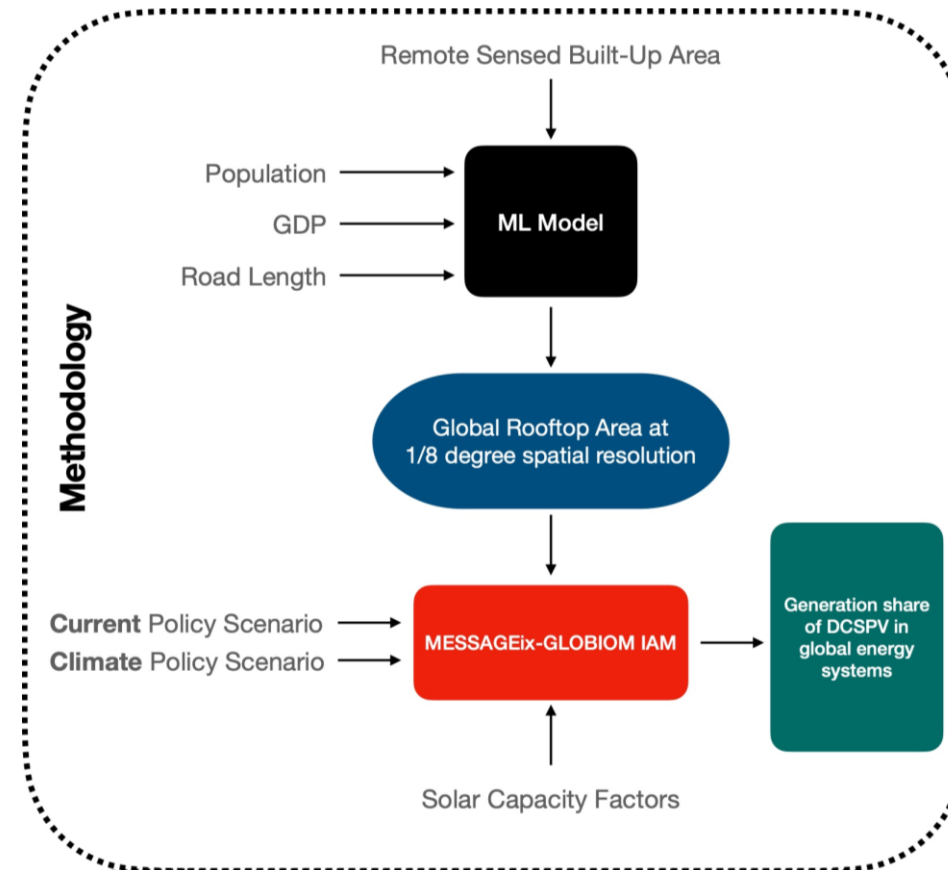 Remote Sensed Built-Up Area
Population
GDP
Road Length
ML Model
Methodology
Global Rooftop Area at
1/8 degree spatial resolution
Current Policy Scenario
Climate Policy Scenario
MESSAGEix-GLOBIOM IAM
Generation share
of DCSPV in
global energy
systems
Solar Capacity Factors